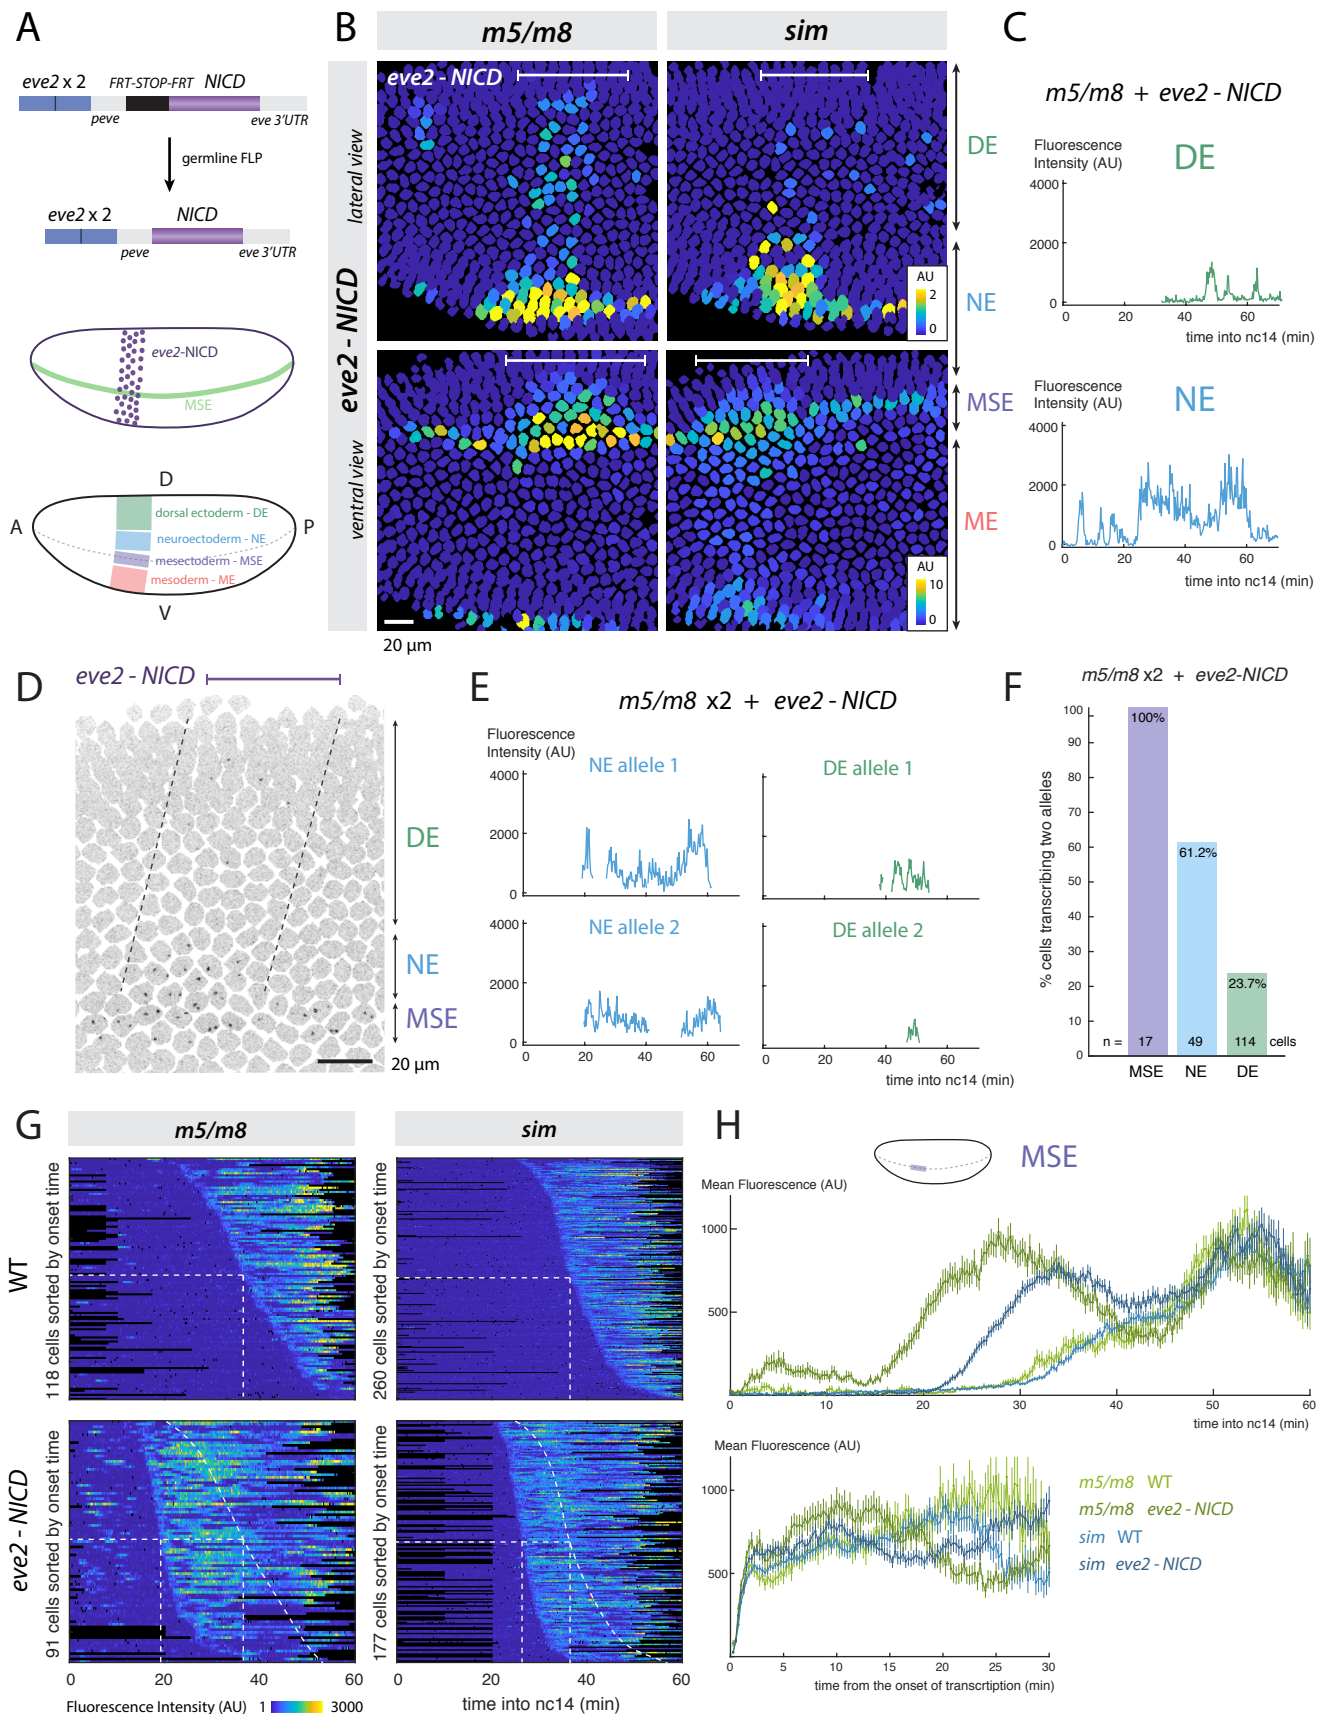 A
eve2 x 2
FRT-STOP-FRT
NICD
peve
eve 3'UTR
germline FLP
eve2 x 2
NICD
peve
eve 3'UTR
eve2-NICD
MSE
D
A
P
dorsal ectoderm - DE
neuroectoderm - NE
mesectoderm - MSE
mesoderm - ME
V
B
m5/m8
sim
eve2 - NICD
lateral view
ventral view
eve2 - NICD
AU
2
0
AU
10
0
20 µm
DE
NE
MSE
ME
C
m5/m8 + eve2 - NICD
Fluorescence
Intensity (AU)
DE
4000
2000
0
0
20
40
60
time into nc14 (min)
Fluorescence
Intensity (AU)
NE
4000
2000
0
0
20
40
60
time into nc14 (min)
D
eve2 - NICD
DE
NE
MSE
20 µm
E
m5/m8 x2 + eve2 - NICD
Fluorescence
Intensity (AU)
NE allele 1
DE allele 1
4000
2000
0
0
20
40
60
NE allele 2
DE allele 2
4000
2000
0
20
40
60
0
20
40
60
time into nc14 (min)
F
m5/m8 x2 + eve2-NICD
% cells transcribing two alleles
100
90
80
70
60
50
40
30
20
10
0
100%
61.2%
23.7%
n =
17
49
114
cells
MSE
NE
DE
G
m5/m8
sim
WT
118 cells sorted by onset time
260 cells sorted by onset time
eve2 - NICD
91 cells sorted by onset time
177 cells sorted by onset time
0
20
40
60
0
20
40
60
Fluorescence Intensity (AU)
1
3000
time into nc14 (min)
H
MSE
Mean Fluorescence (AU)
1000
500
0
10
20
30
40
50
60
time into nc14 (min)
Mean Fluorescence (AU)
1000
500
0
5
10
15
20
25
30
time from the onset of transcrtiption (min)
m5/m8 WT
m5/m8 eve2 - NICD
sim WT
sim eve2 - NICD